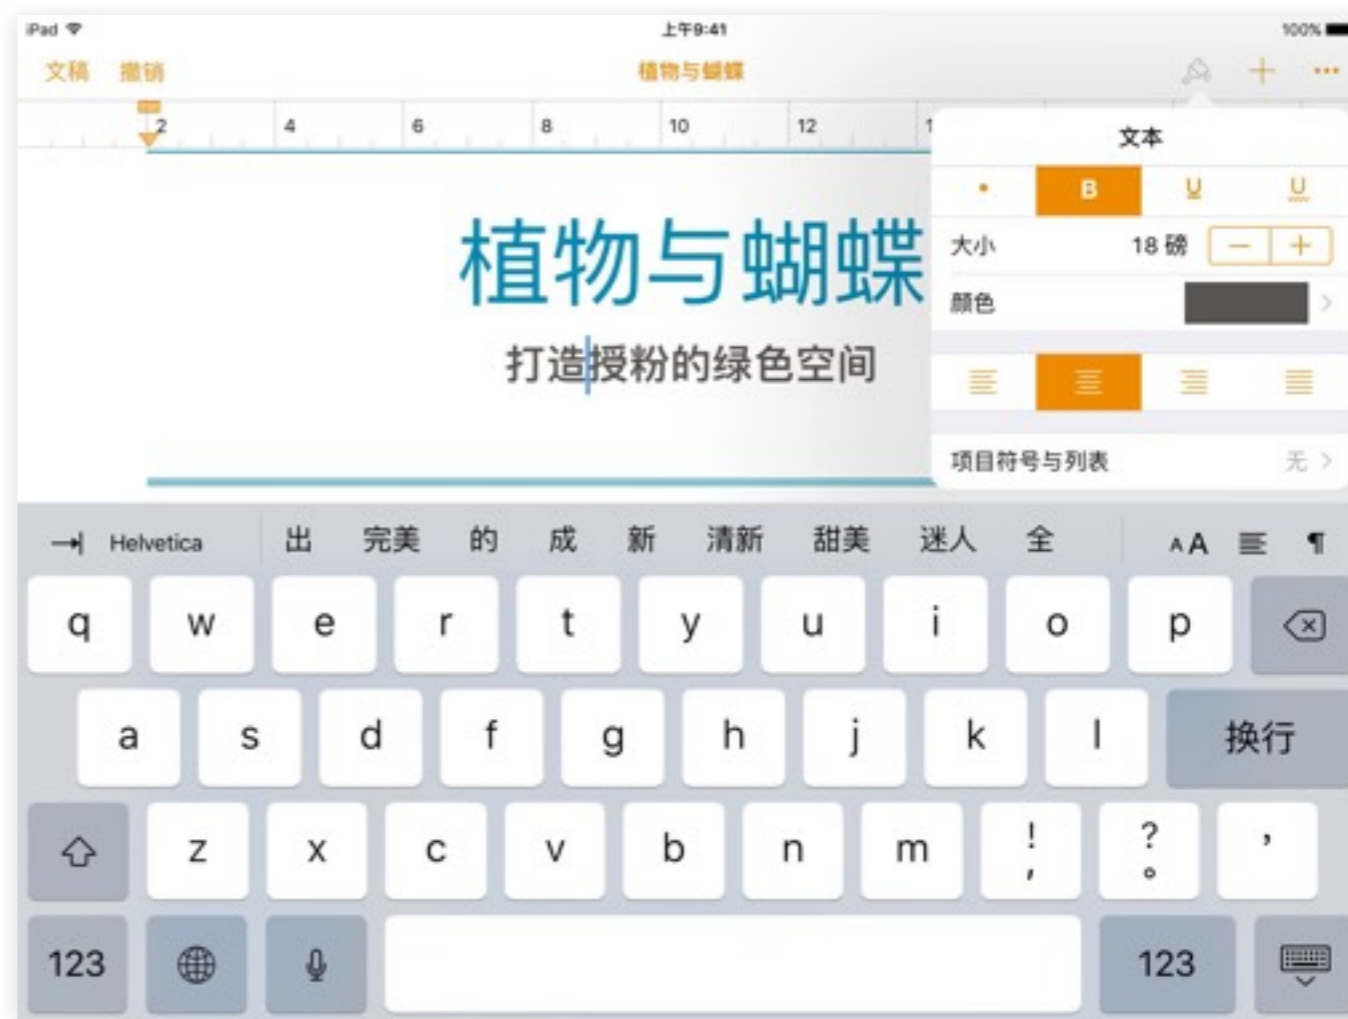 iPad 上午9:41 100%
文稿 撤销 植物与蝴蝶
2 4 6 8 10 12
文本
B U U
植物与蝴蝶
大小 18 磅 − +
颜色
打造授粉的绿色空间
项目符号与列表 无
Helvetica 出 完美 的 成 新 清新 甜美 迷人 全 AA ¶
q w e r t y u i o p
a s d f g h j k l 换行
z x c v b n m ! , ? 。 ’
123 123